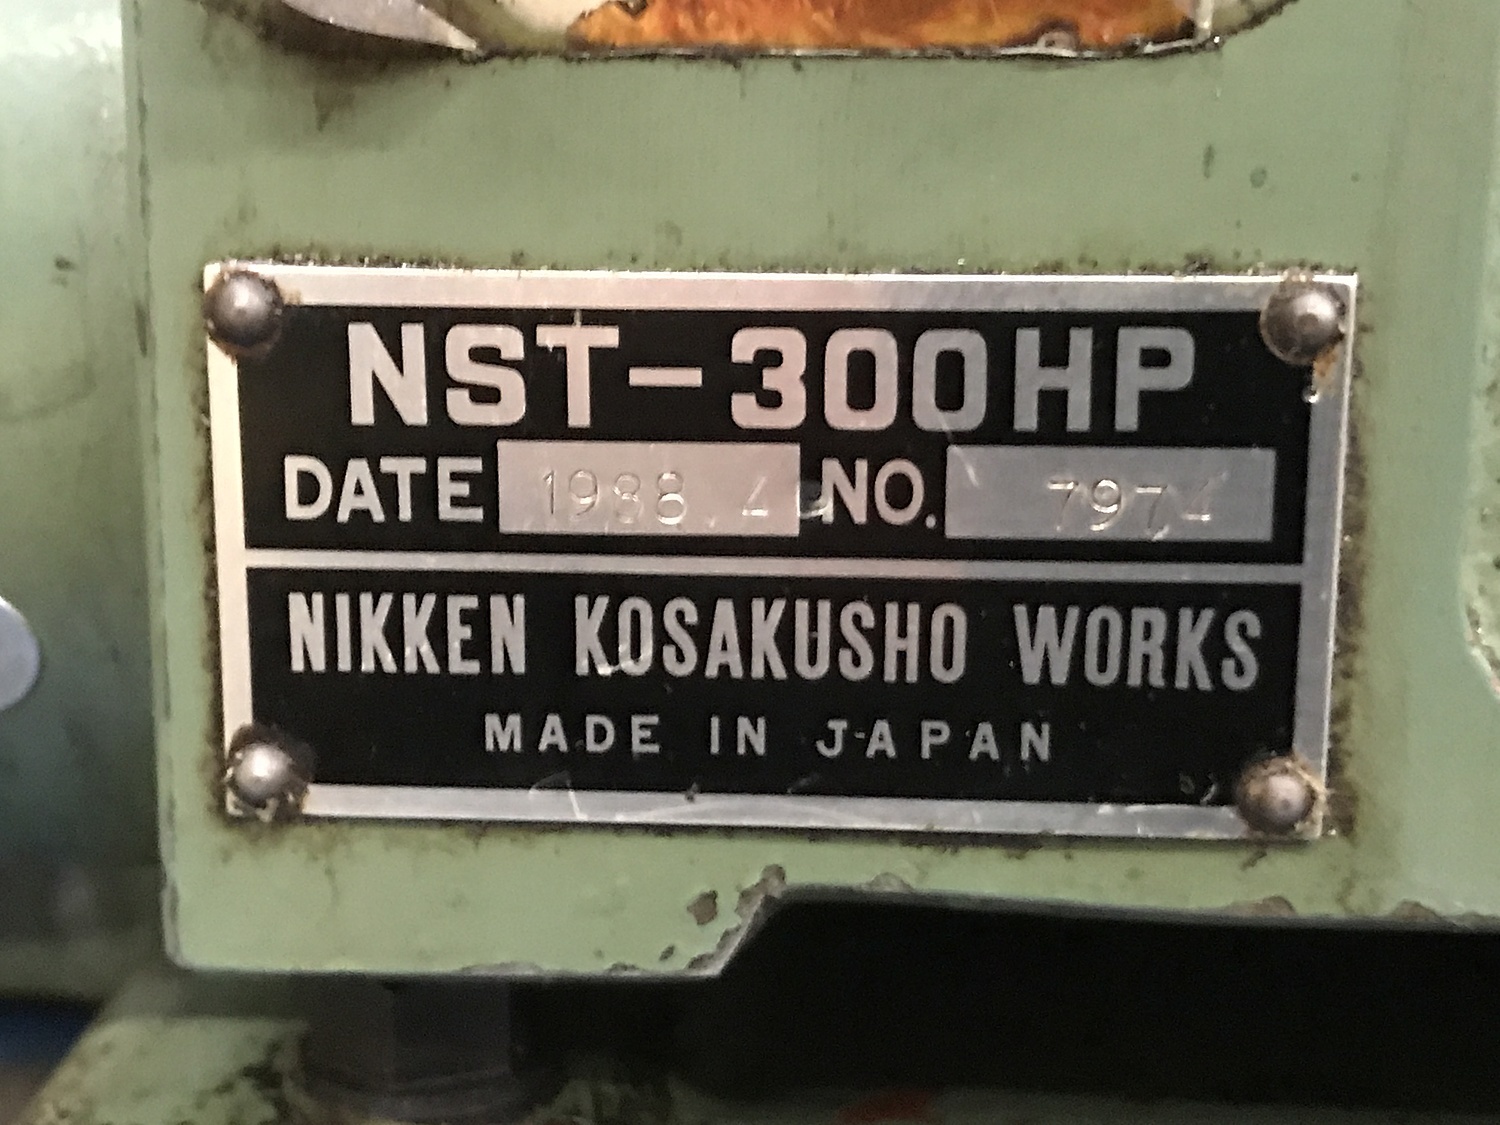 NST-300HP
DATE 1988.4 NO. 7974
NIKKEN KOSAKUSHO WORKS
MADE IN JAPAN